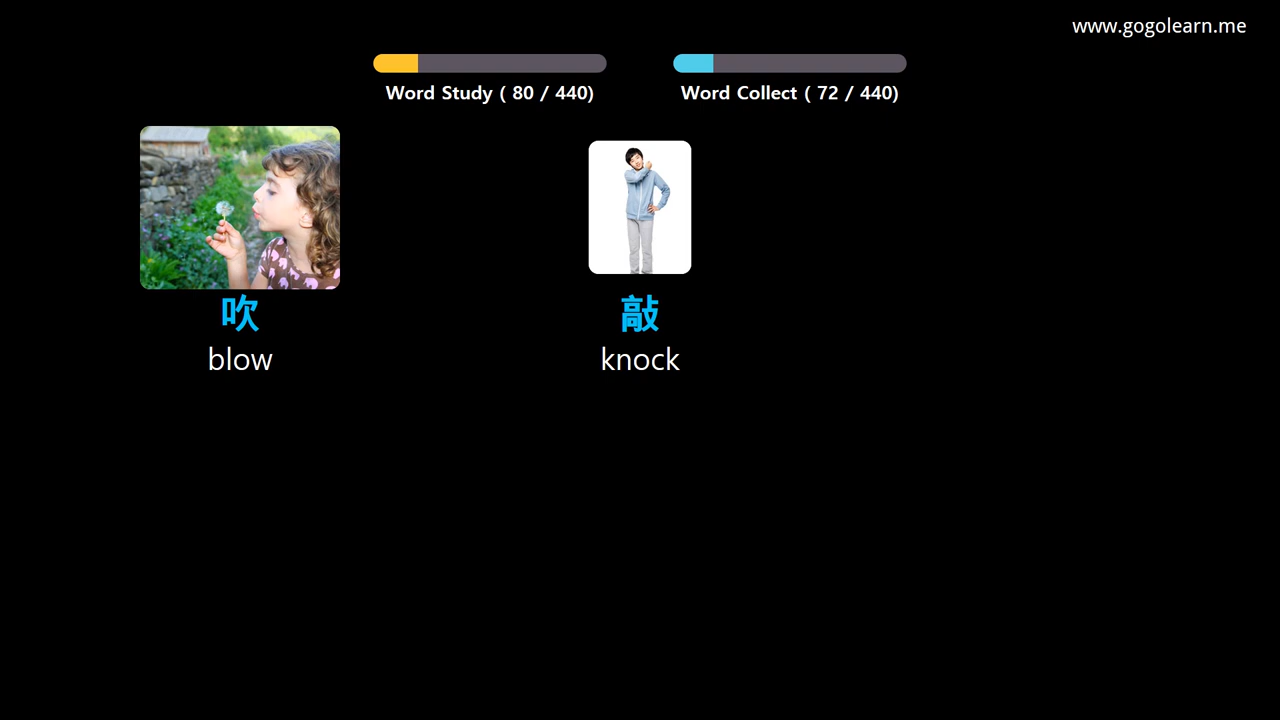 www.gogolearn.me
Word Study ( 80 / 440)
Word Collect ( 72 / 440)
吹
blow
敲
knock